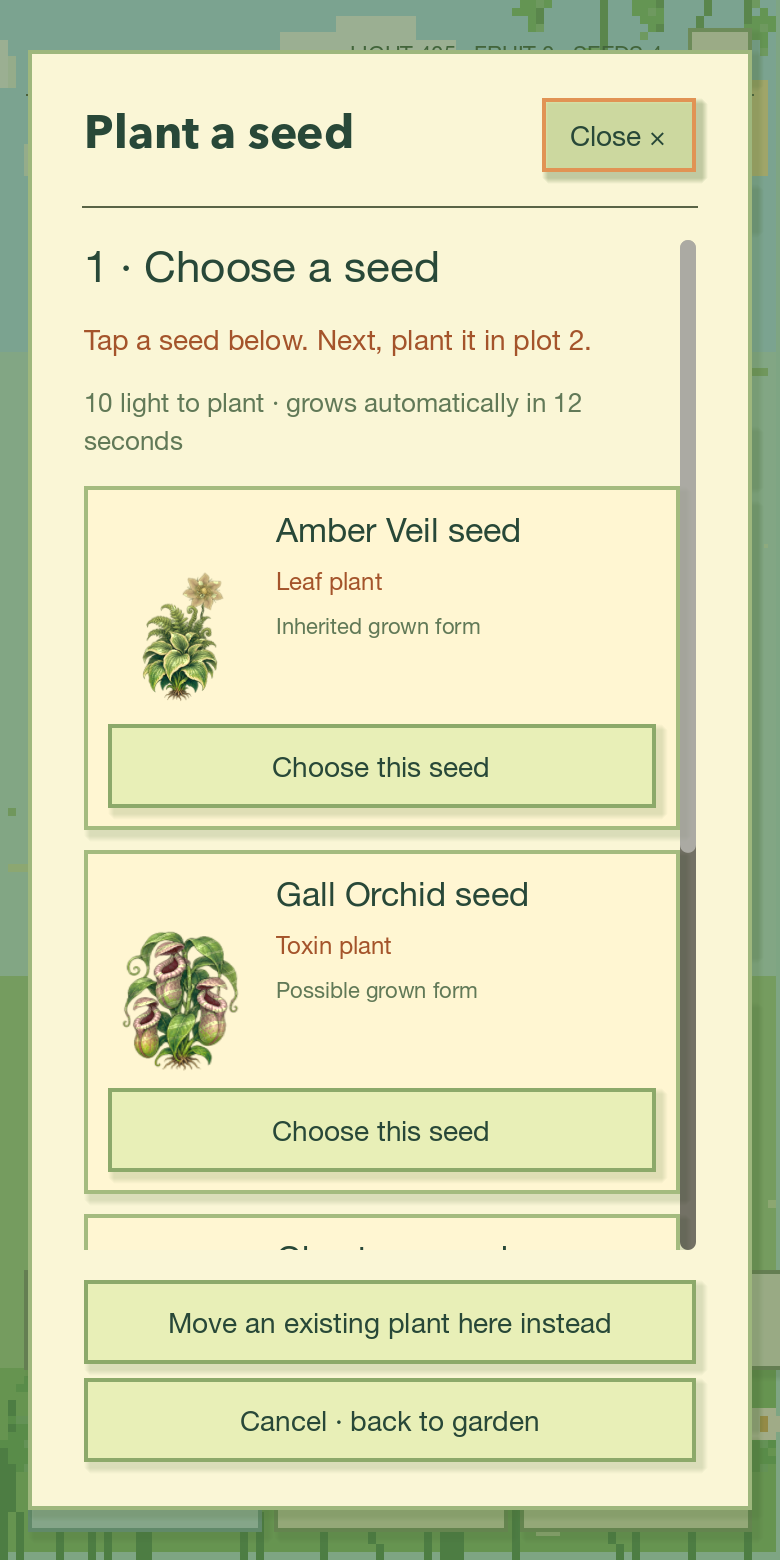 Plant a seed
Close ×
1 · Choose a seed
Tap a seed below. Next, plant it in plot 2.
10 light to plant · grows automatically in 12
seconds
Amber Veil seed
Leaf plant
Inherited grown form
Choose this seed
Gall Orchid seed
Toxin plant
Possible grown form
Choose this seed
Move an existing plant here instead
Cancel · back to garden